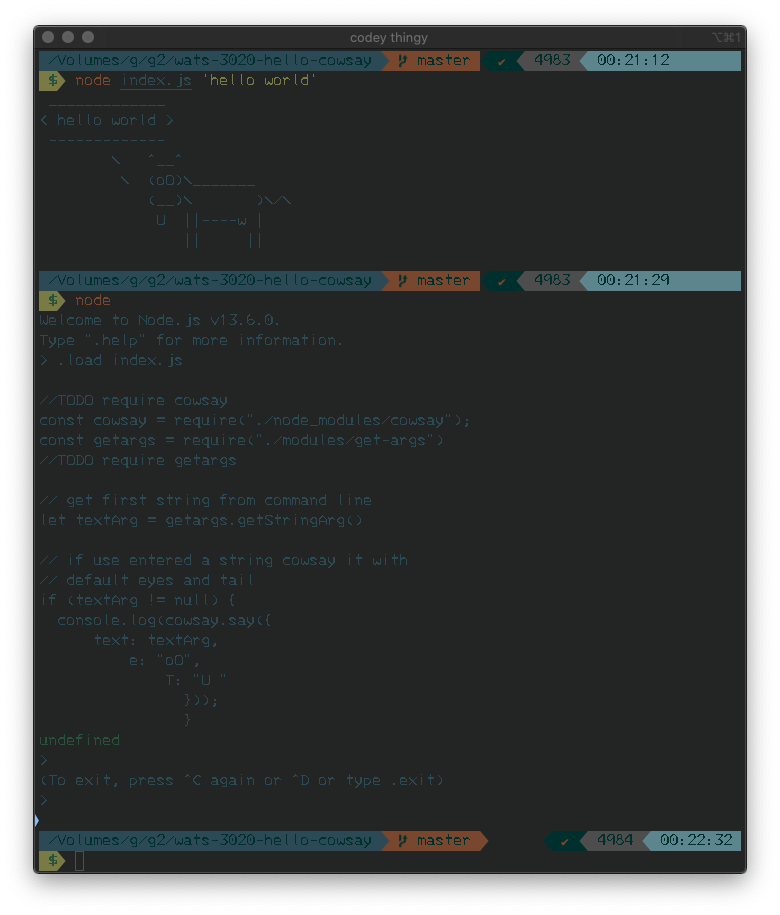 codey thingy ⌥⌘1
/Volumes/g/g2/wats-3020-hello-cowsay master ✔ 4983 00:21:12
$ node index.js 'hello world'
 _____________
< hello world >
 -------------
        \   ^__^
         \  (oO)\_______
            (__)\       )\/\
             U  ||----w |
                ||     ||
/Volumes/g/g2/wats-3020-hello-cowsay master ✔ 4983 00:21:29
$ node
Welcome to Node.js v13.6.0.
Type ".help" for more information.
> .load index.js
//TODO require cowsay
const cowsay = require("./node_modules/cowsay");
const getargs = require("./modules/get-args")
//TODO require getargs
// get first string from command line
let textArg = getargs.getStringArg()
// if use entered a string cowsay it with
// default eyes and tail
if (textArg != null) {
  console.log(cowsay.say({
      text: textArg,
          e: "oO",
              T: "U "
                }));
                }
undefined
>
(To exit, press ^C again or ^D or type .exit)
>
/Volumes/g/g2/wats-3020-hello-cowsay master ✔ 4984 00:22:32
$